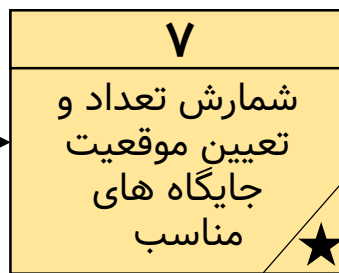 ۷
شمارش تعداد و
تعیین موقعیت
جایگاه های
مناسب